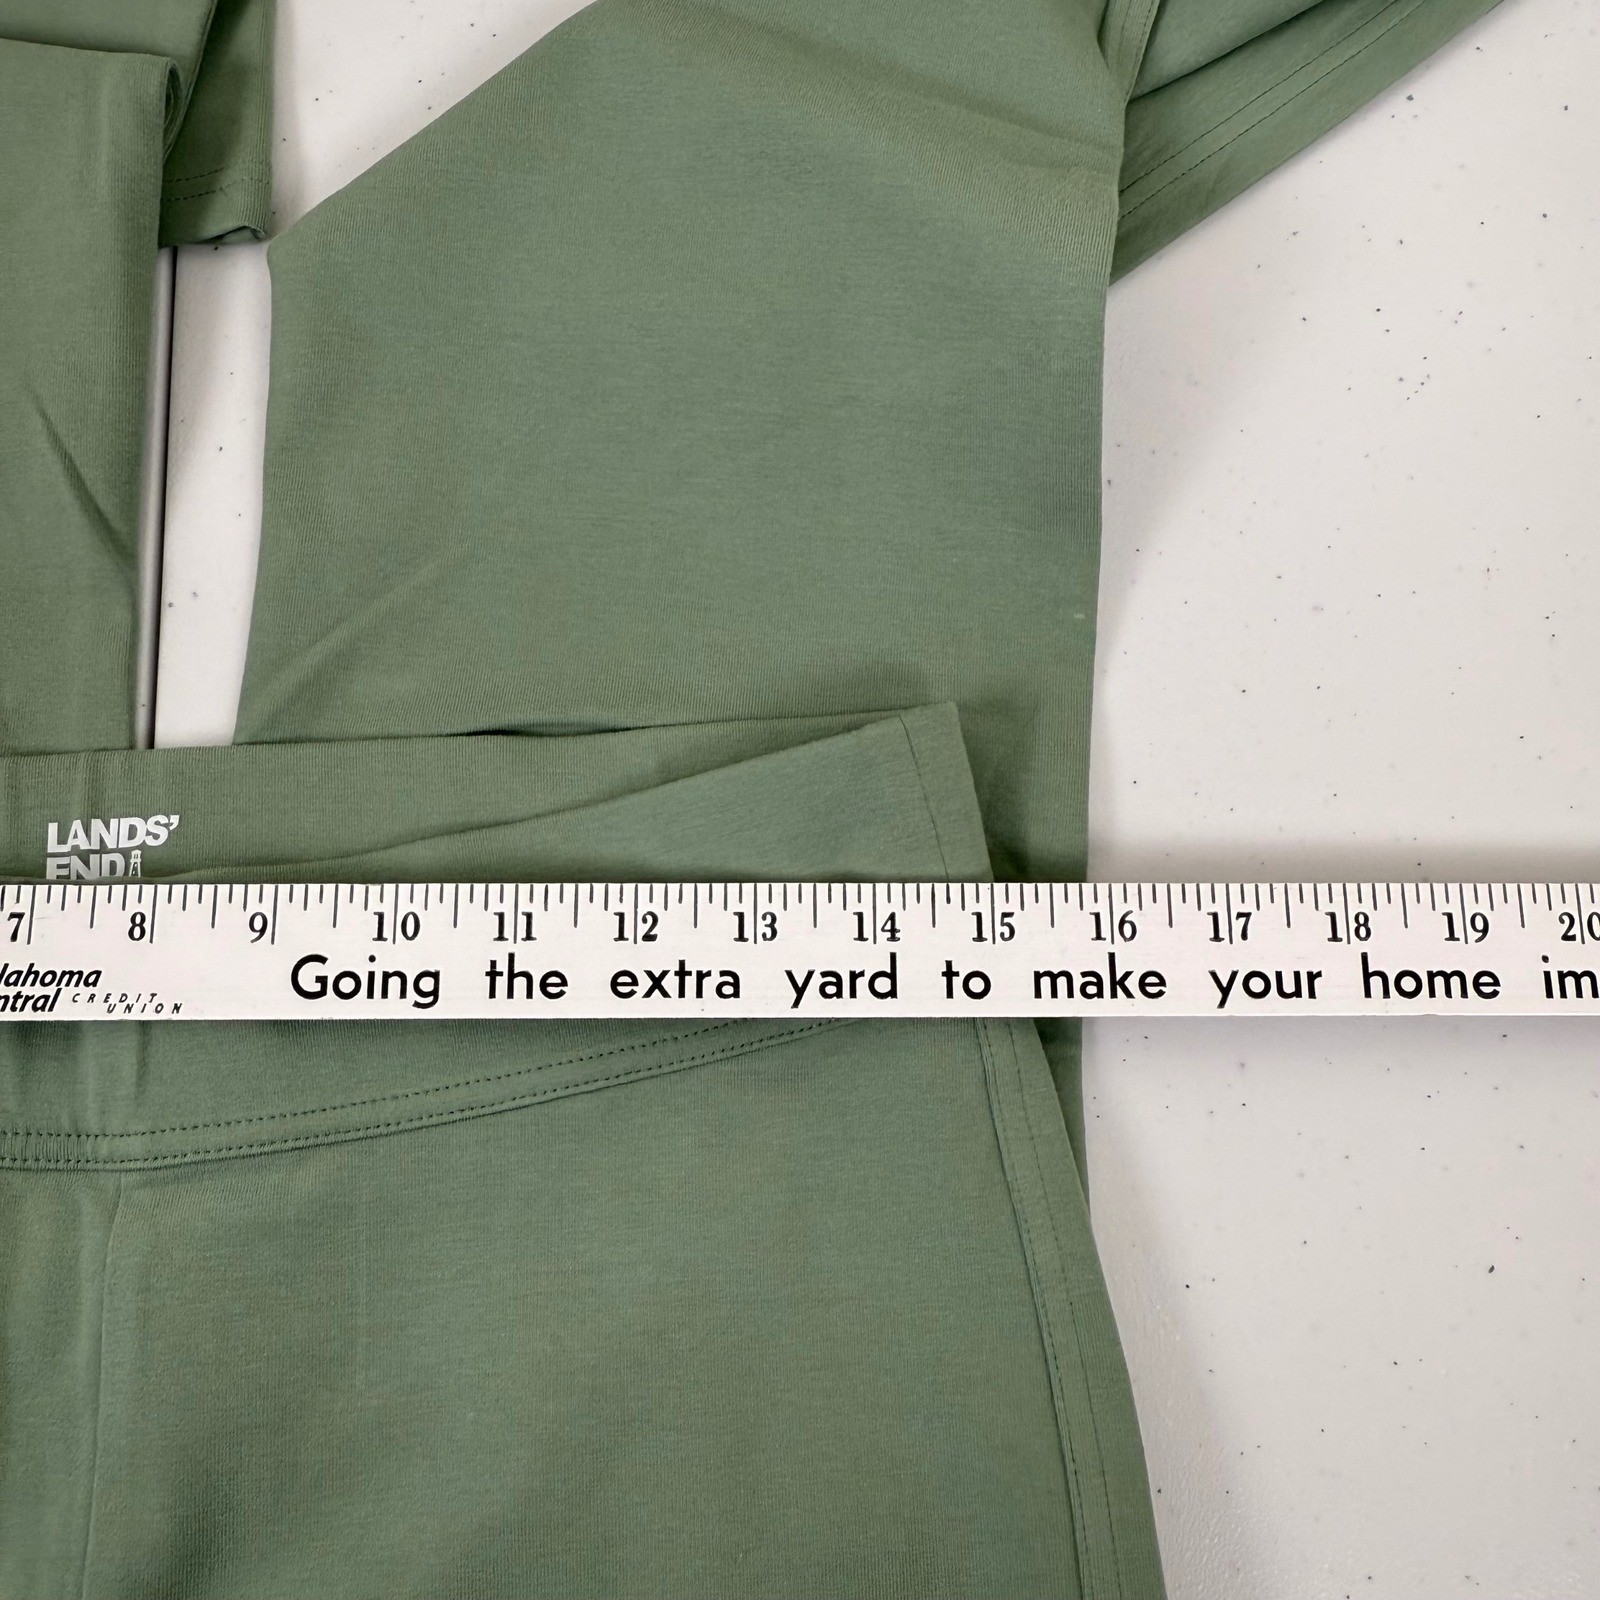 LANDS'
END
7 8 9 10 11 12 13 14 15 16 17 18 19 20
lahoma
ntral CREDIT UNION
Going the extra yard to make your home im